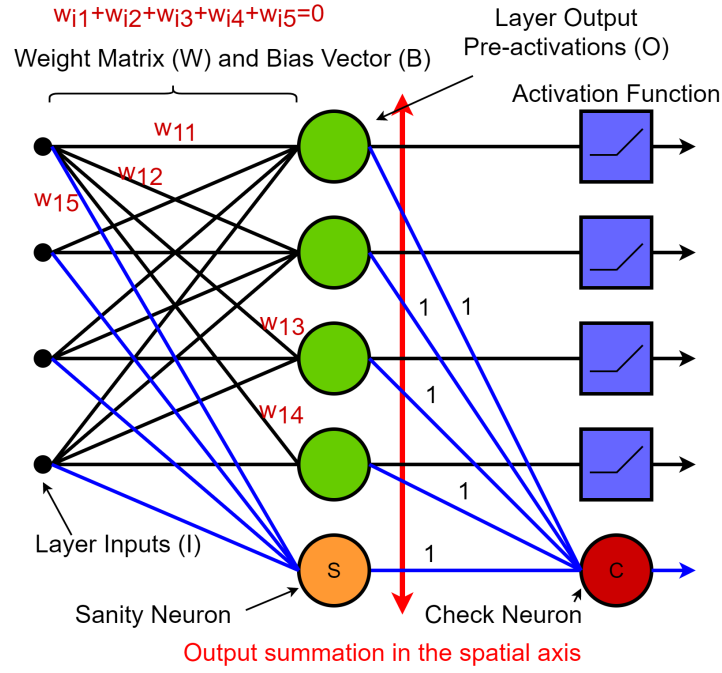 wi1+wi2+wi3+wi4+wi5=0
Layer Output
Pre-activations (O)
Weight Matrix (W) and Bias Vector (B)
Activation Function
w11
w12
w15
1
1
w13
1
w14
1
Layer Inputs (I)
1
S
C
Sanity Neuron
Check Neuron
Output summation in the spatial axis